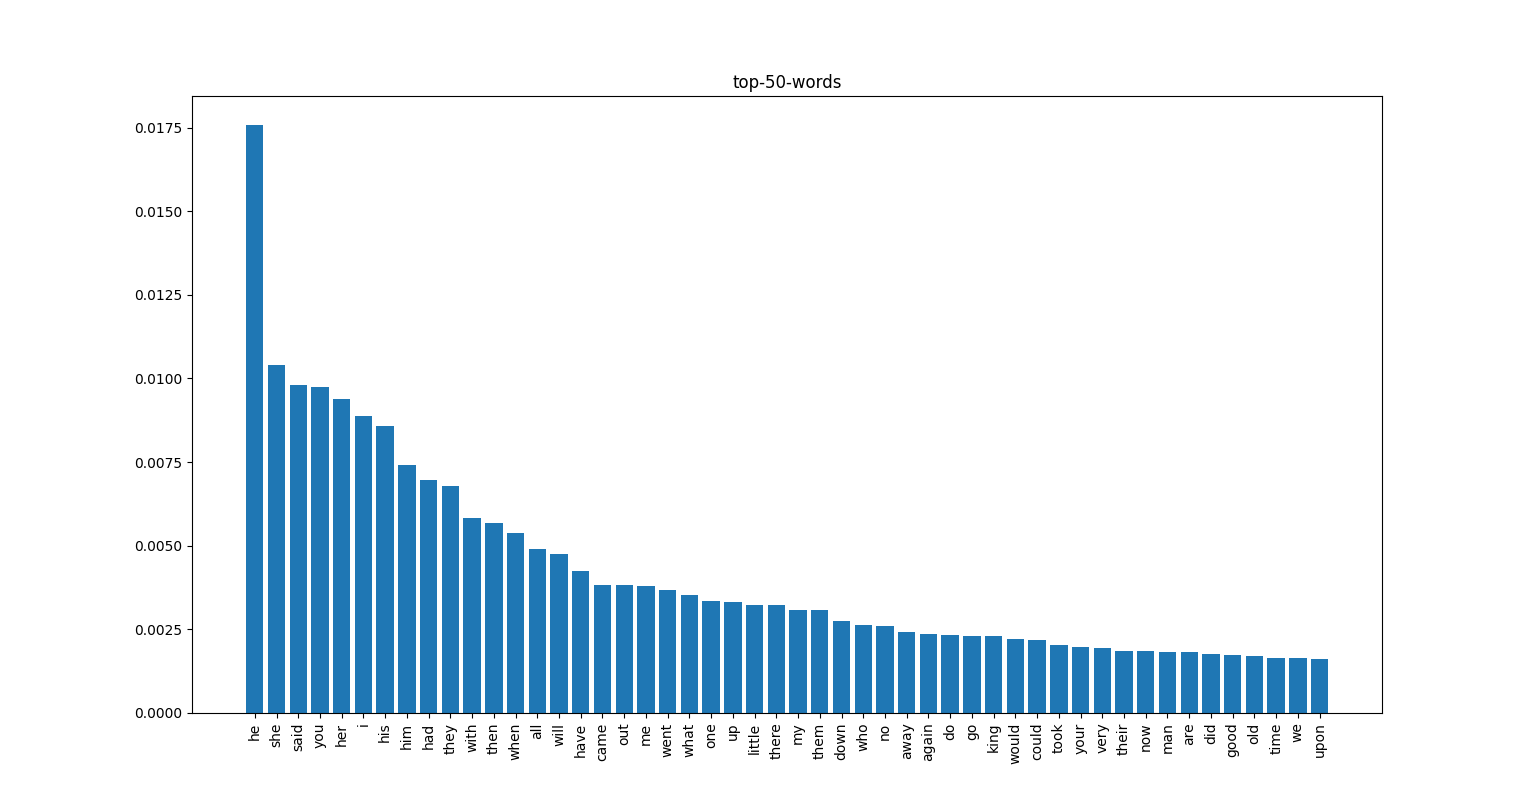 top-50-words
0.0175
0.0150
0.0125
0.0100
0.0075
0.0050
0.0025
0.0000
he
she
said
you
her
i
his
him
had
they
with
then
when
all
will
have
came
out
me
went
what
one
up
little
there
my
them
down
who
no
away
again
do
go
king
would
could
took
your
very
their
now
man
are
did
good
old
time
we
upon